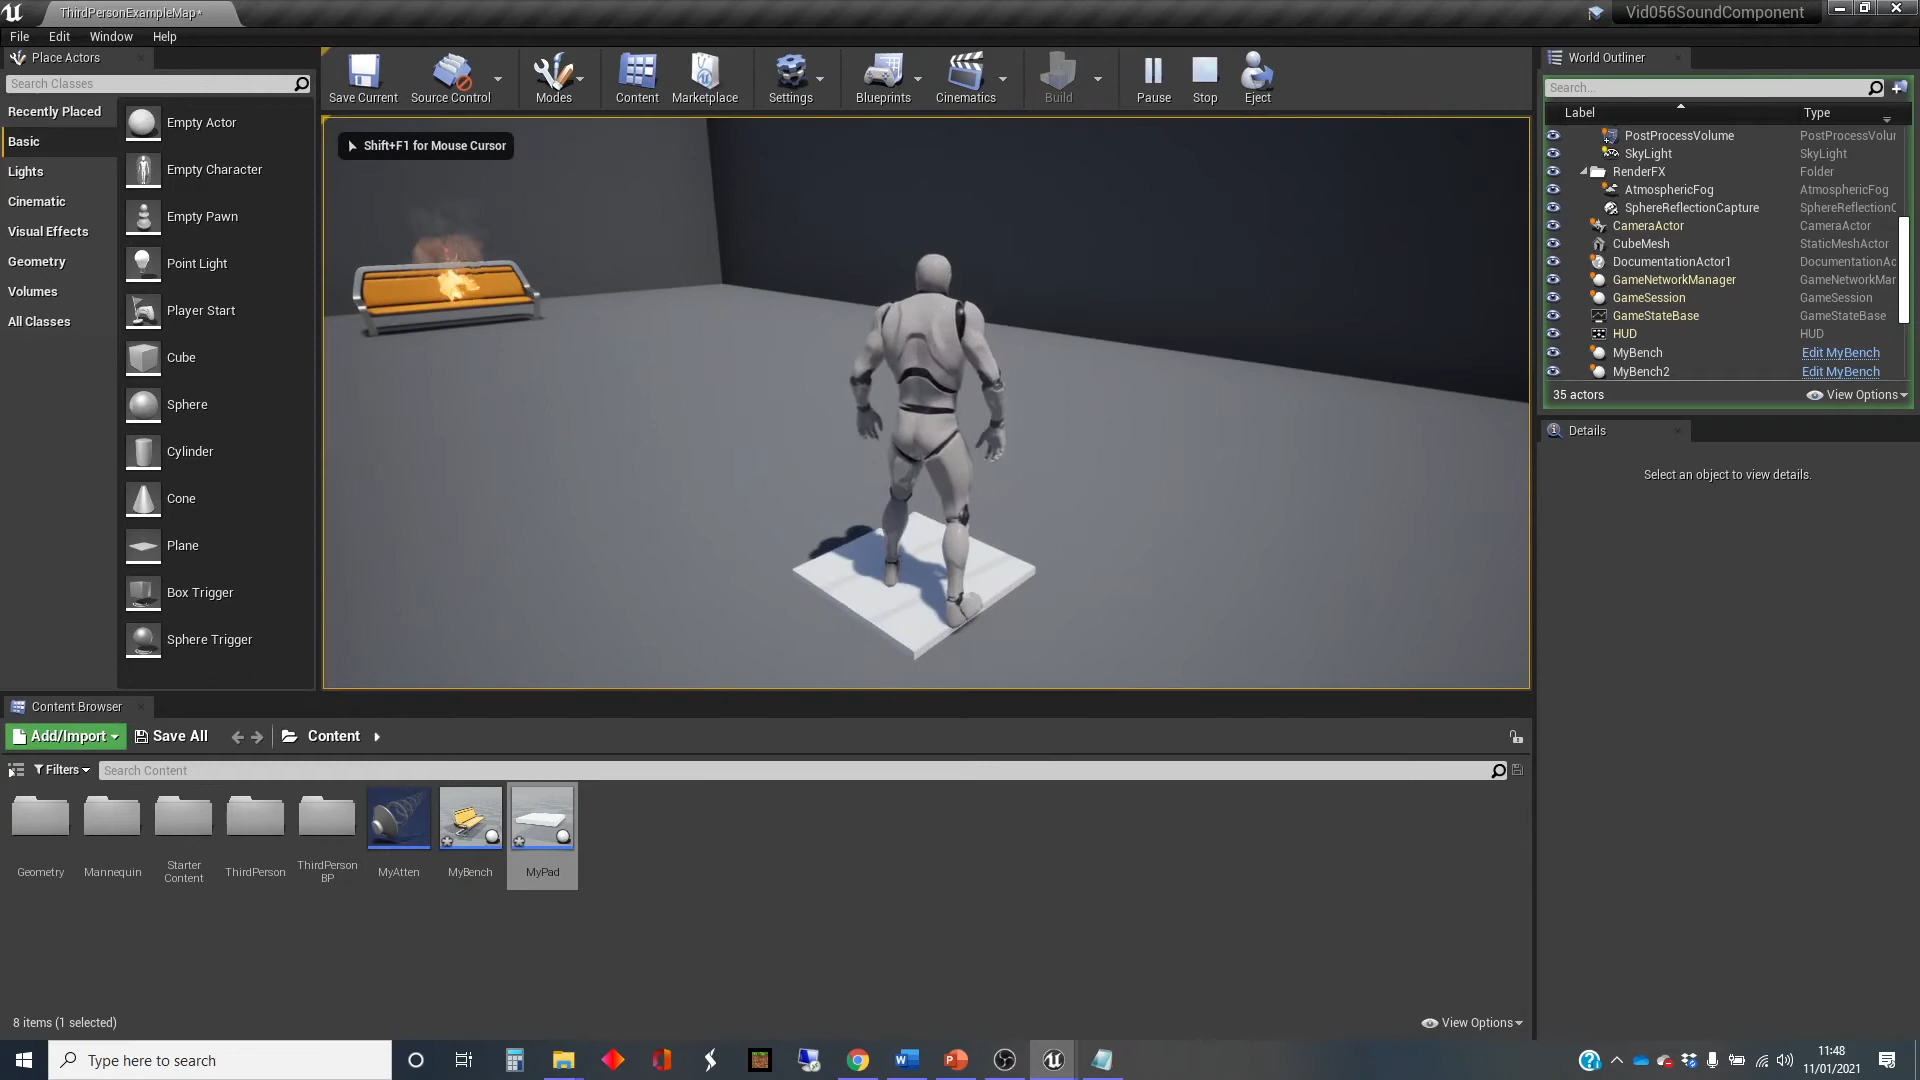 ThirdPersonExampleMap*
Vid056SoundComponent
File Edit Window Help
Place Actors
Search Classes
Recently Placed
Basic
Lights
Cinematic
Visual Effects
Geometry
Volumes
All Classes
Empty Actor
Empty Character
Empty Pawn
Point Light
Player Start
Cube
Sphere
Cylinder
Cone
Plane
Box Trigger
Sphere Trigger
Save Current Source Control Modes Content Marketplace Settings Blueprints Cinematics Build Pause Stop Eject
Shift+F1 for Mouse Cursor
World Outliner
Search...
Label Type
PostProcessVolume PostProcessVolur
SkyLight SkyLight
RenderFX Folder
AtmosphericFog AtmosphericFog
SphereReflectionCapture SphereReflectionC
CameraActor CameraActor
CubeMesh StaticMeshActor
DocumentationActor1 DocumentationAc
GameNetworkManager GameNetworkMar
GameSession GameSession
GameStateBase GameStateBase
HUD HUD
MyBench Edit MyBench
MyBench2 Edit MyBench
35 actors View Options
Details
Select an object to view details.
Content Browser
Add/Import Save All Content
Filters Search Content
Geometry
Mannequin
Starter
Content
ThirdPerson
ThirdPerson
BP
MyAtten
MyBench
MyPad
8 items (1 selected) View Options
Type here to search
11:48
11/01/2021